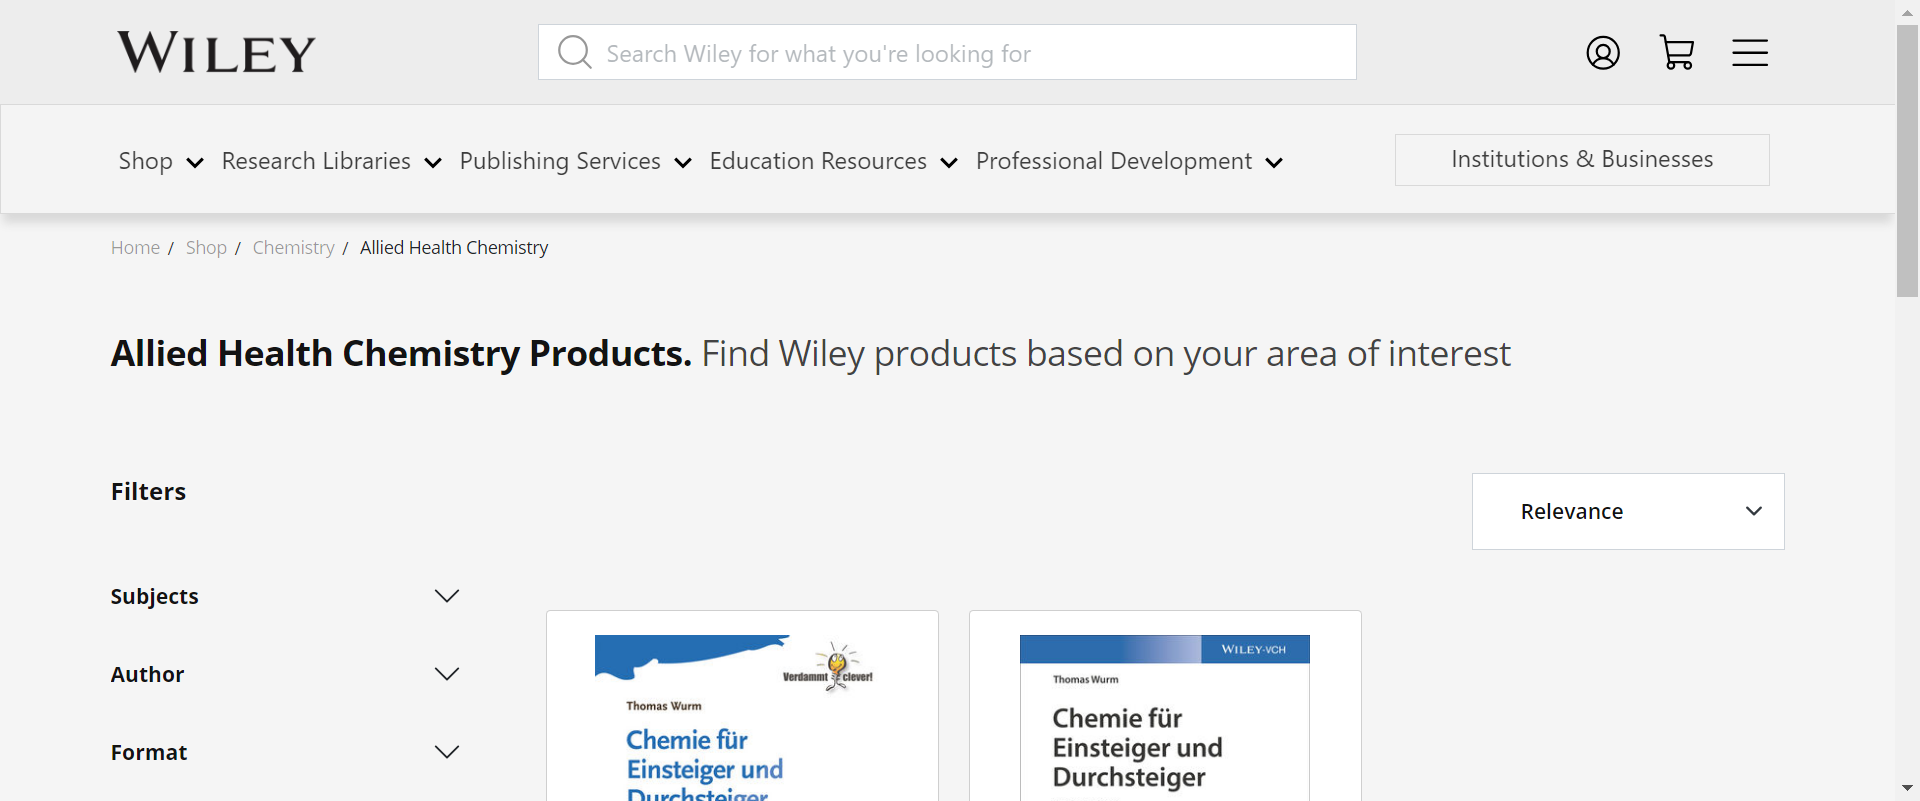 WILEY
Search Wiley for what you're looking for
Shop Research Libraries Publishing Services Education Resources Professional Development Institutions & Businesses
Home / Shop / Chemistry / Allied Health Chemistry
Allied Health Chemistry Products. Find Wiley products based on your area of interest
Filters
Relevance
Subjects
Author
Format
Verdammt clever!
Thomas Wurm
Chemie für
Einsteiger und
Durchsteiger
WILEY-VCH
Thomas Wurm
Chemie für
Einsteiger und
Durchsteiger